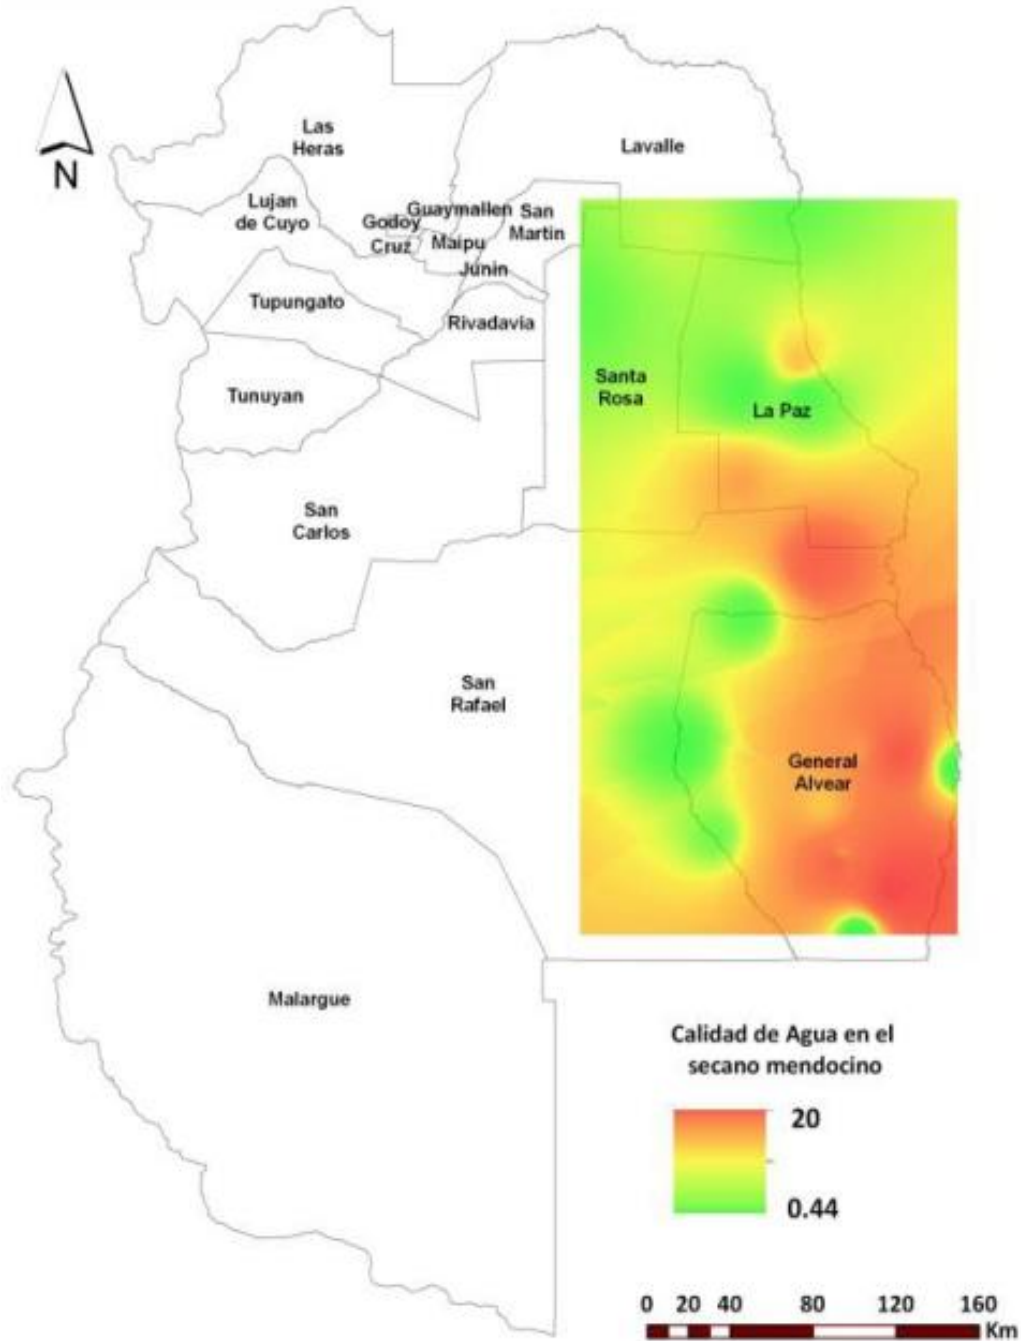 N
Las
Heras
Lavalle
Lujan
de Cuyo
Godoy
Cruz
Guaymallen
Maipu
San
Martin
Junin
Tupungato
Rivadavia
Tunuyan
Santa
Rosa
La Paz
San
Carlos
San
Rafael
General
Alvear
Malargue
Calidad de Agua en el
secano mendocino
20
0.44
0 20 40 80 120 160
Km